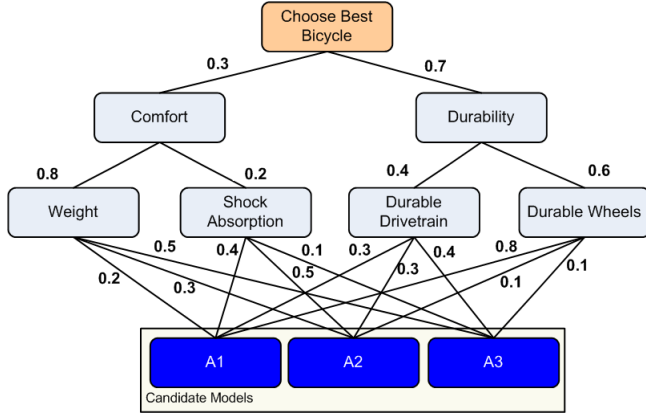 Choose Best
Bicycle
0.3
0.7
Comfort
Durability
0.8
0.2
0.4
0.6
Weight
Shock
Absorption
Durable
Drivetrain
Durable Wheels
0.5
0.4
0.1
0.3
0.4
0.8
0.2
0.3
0.5
0.3
0.1
0.1
A1
A2
A3
Candidate Models